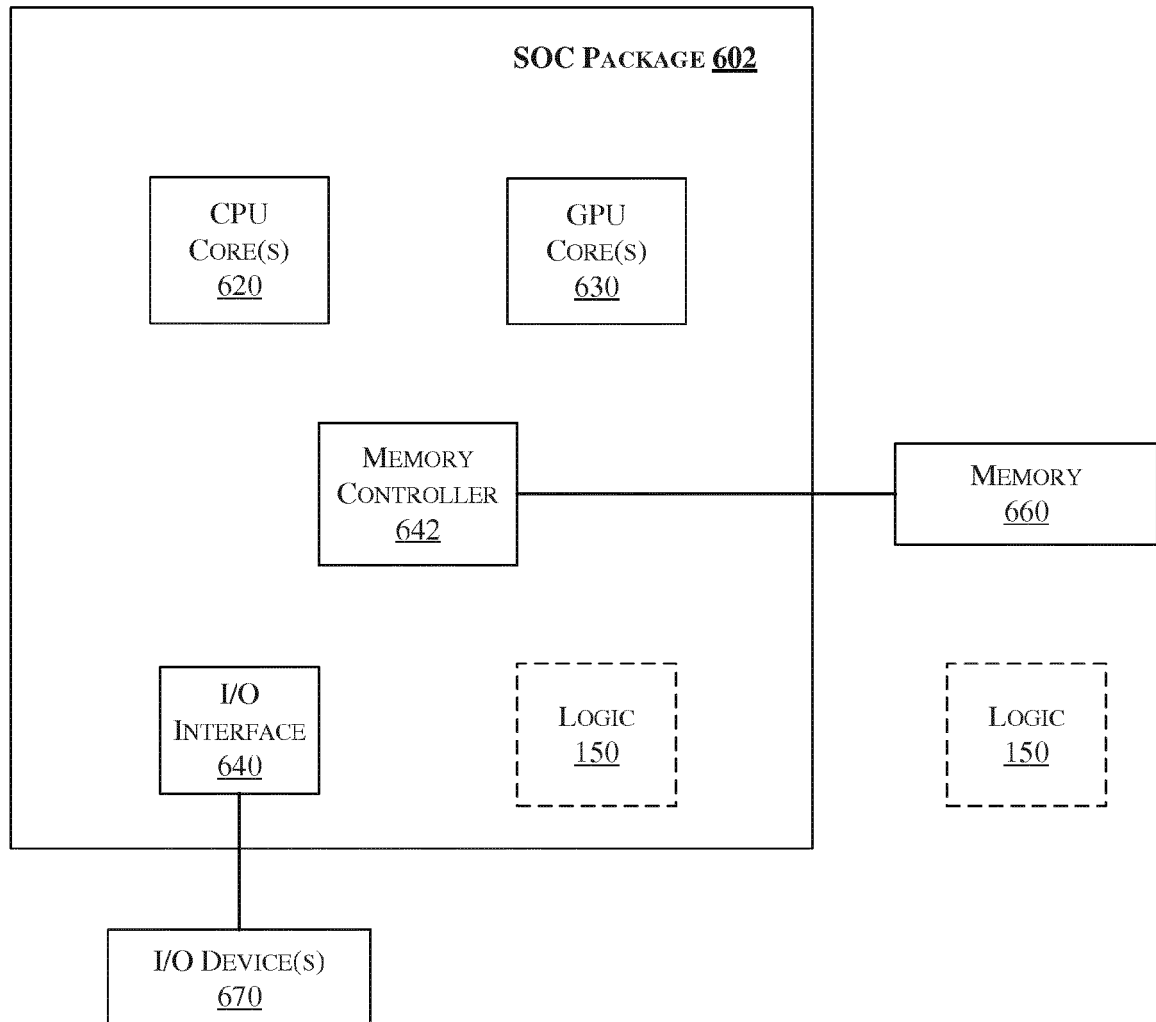 SOC PACKAGE 602
CPU
CORE(S)
620
GPU
CORE(S)
630
MEMORY
CONTROLLER
642
MEMORY
660
I/O
INTERFACE
640
LOGIC
150
LOGIC
150
I/O DEVICE(S)
670